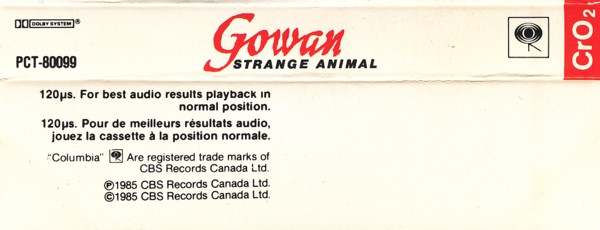 DOLBY SYSTEM
PCT-80099
Gowan
STRANGE ANIMAL
CrO2
120µs. For best audio results playback in
normal position.
120µs. Pour de meilleurs résultats audio,
jouez la cassette à la position normale.
"Columbia" Are registered trade marks of
CBS Records Canada Ltd.
℗1985 CBS Records Canada Ltd.
©1985 CBS Records Canada Ltd.